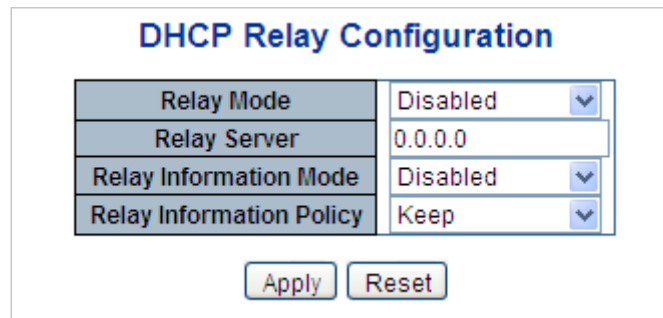 DHCP Relay Configuration
Relay Mode Disabled
Relay Server 0.0.0.0
Relay Information Mode Disabled
Relay Information Policy Keep
Apply Reset